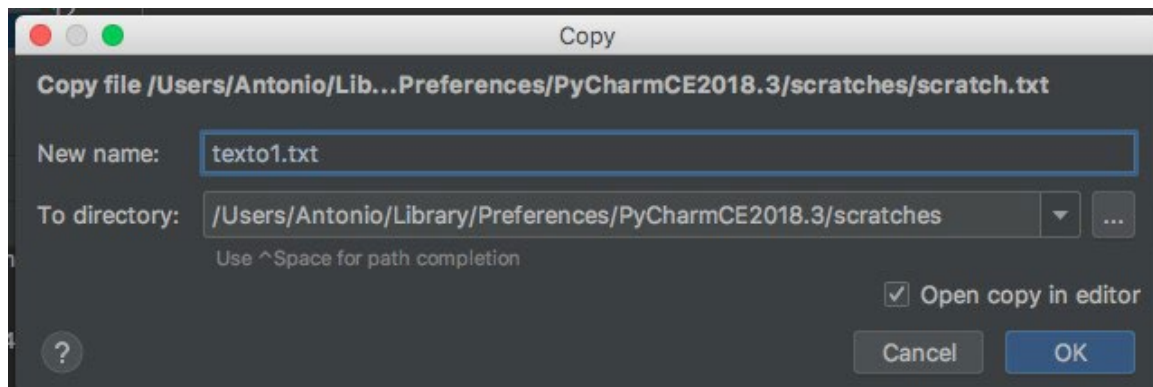 Copy
Copy file /Users/Antonio/Lib...Preferences/PyCharmCE2018.3/scratches/scratch.txt
New name: texto1.txt
To directory: /Users/Antonio/Library/Preferences/PyCharmCE2018.3/scratches ...
Use ^Space for path completion
Open copy in editor
? Cancel OK